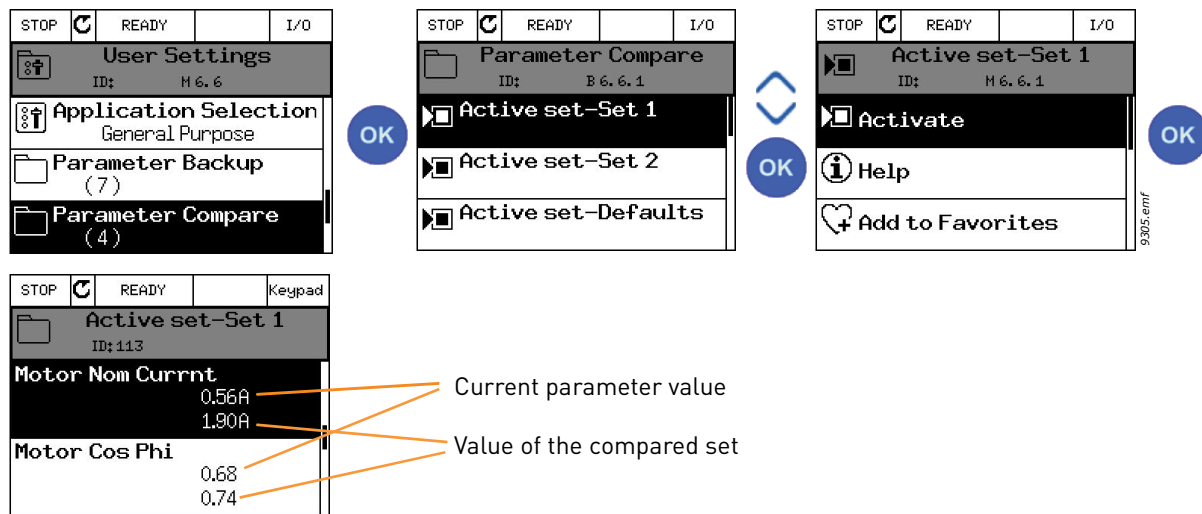 STOP READY I/O
User Settings
ID: M 6.6
Application Selection
General Purpose
Parameter Backup
(7)
Parameter Compare
(4)
OK
STOP READY I/O
Parameter Compare
ID: B 6.6.1
Active set-Set 1
Active set-Set 2
Active set-Defaults
OK
STOP READY I/O
Active set-Set 1
ID: M 6.6.1
Activate
Help
Add to Favorites
OK
9305.emf
STOP READY Keypad
Active set-Set 1
ID:113
Motor Nom Currnt
0.56A
1.90A
Motor Cos Phi
0.68
0.74
Current parameter value
Value of the compared set